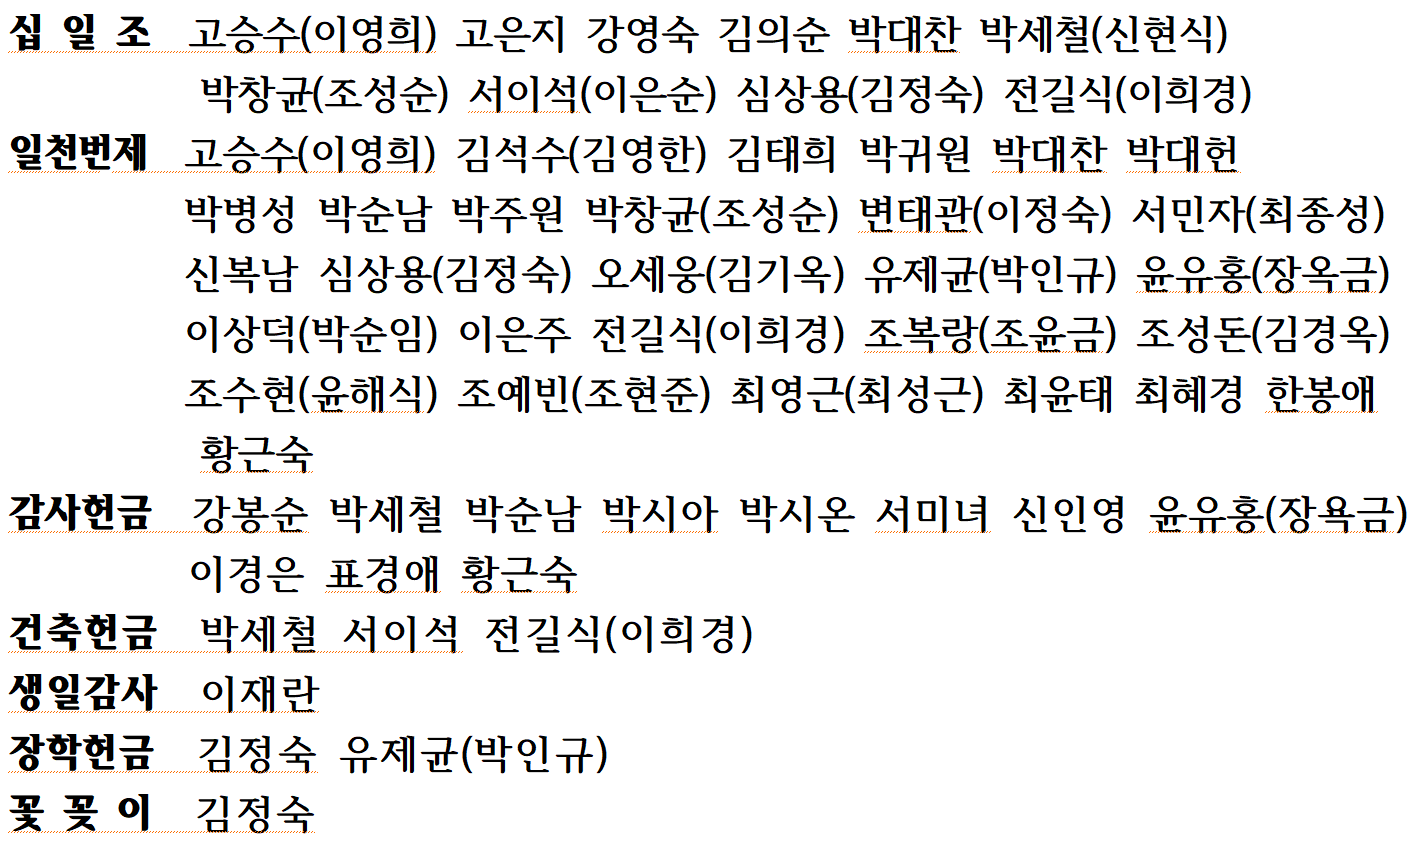 십 일 조 고승수(이영희) 고은지 강영숙 김의순 박대찬 박세철(신현식)
박창균(조성순) 서이석(이은순) 심상용(김정숙) 전길식(이희경)
일천번제 고승수(이영희) 김석수(김영한) 김태희 박귀원 박대찬 박대헌
박병성 박순남 박주원 박창균(조성순) 변태관(이정숙) 서민자(최종성)
신복남 심상용(김정숙) 오세웅(김기옥) 유제균(박인규) 윤유홍(장옥금)
이상덕(박순임) 이은주 전길식(이희경) 조복랑(조윤금) 조성돈(김경옥)
조수현(윤해식) 조예빈(조현준) 최영근(최성근) 최윤태 최혜경 한봉애
황근숙
감사헌금 강봉순 박세철 박순남 박시아 박시온 서미녀 신인영 윤유홍(장욕금)
이경은 표경애 황근숙
건축헌금 박세철 서이석 전길식(이희경)
생일감사 이재란
장학헌금 김정숙 유제균(박인규)
꽃 꽂 이 김정숙